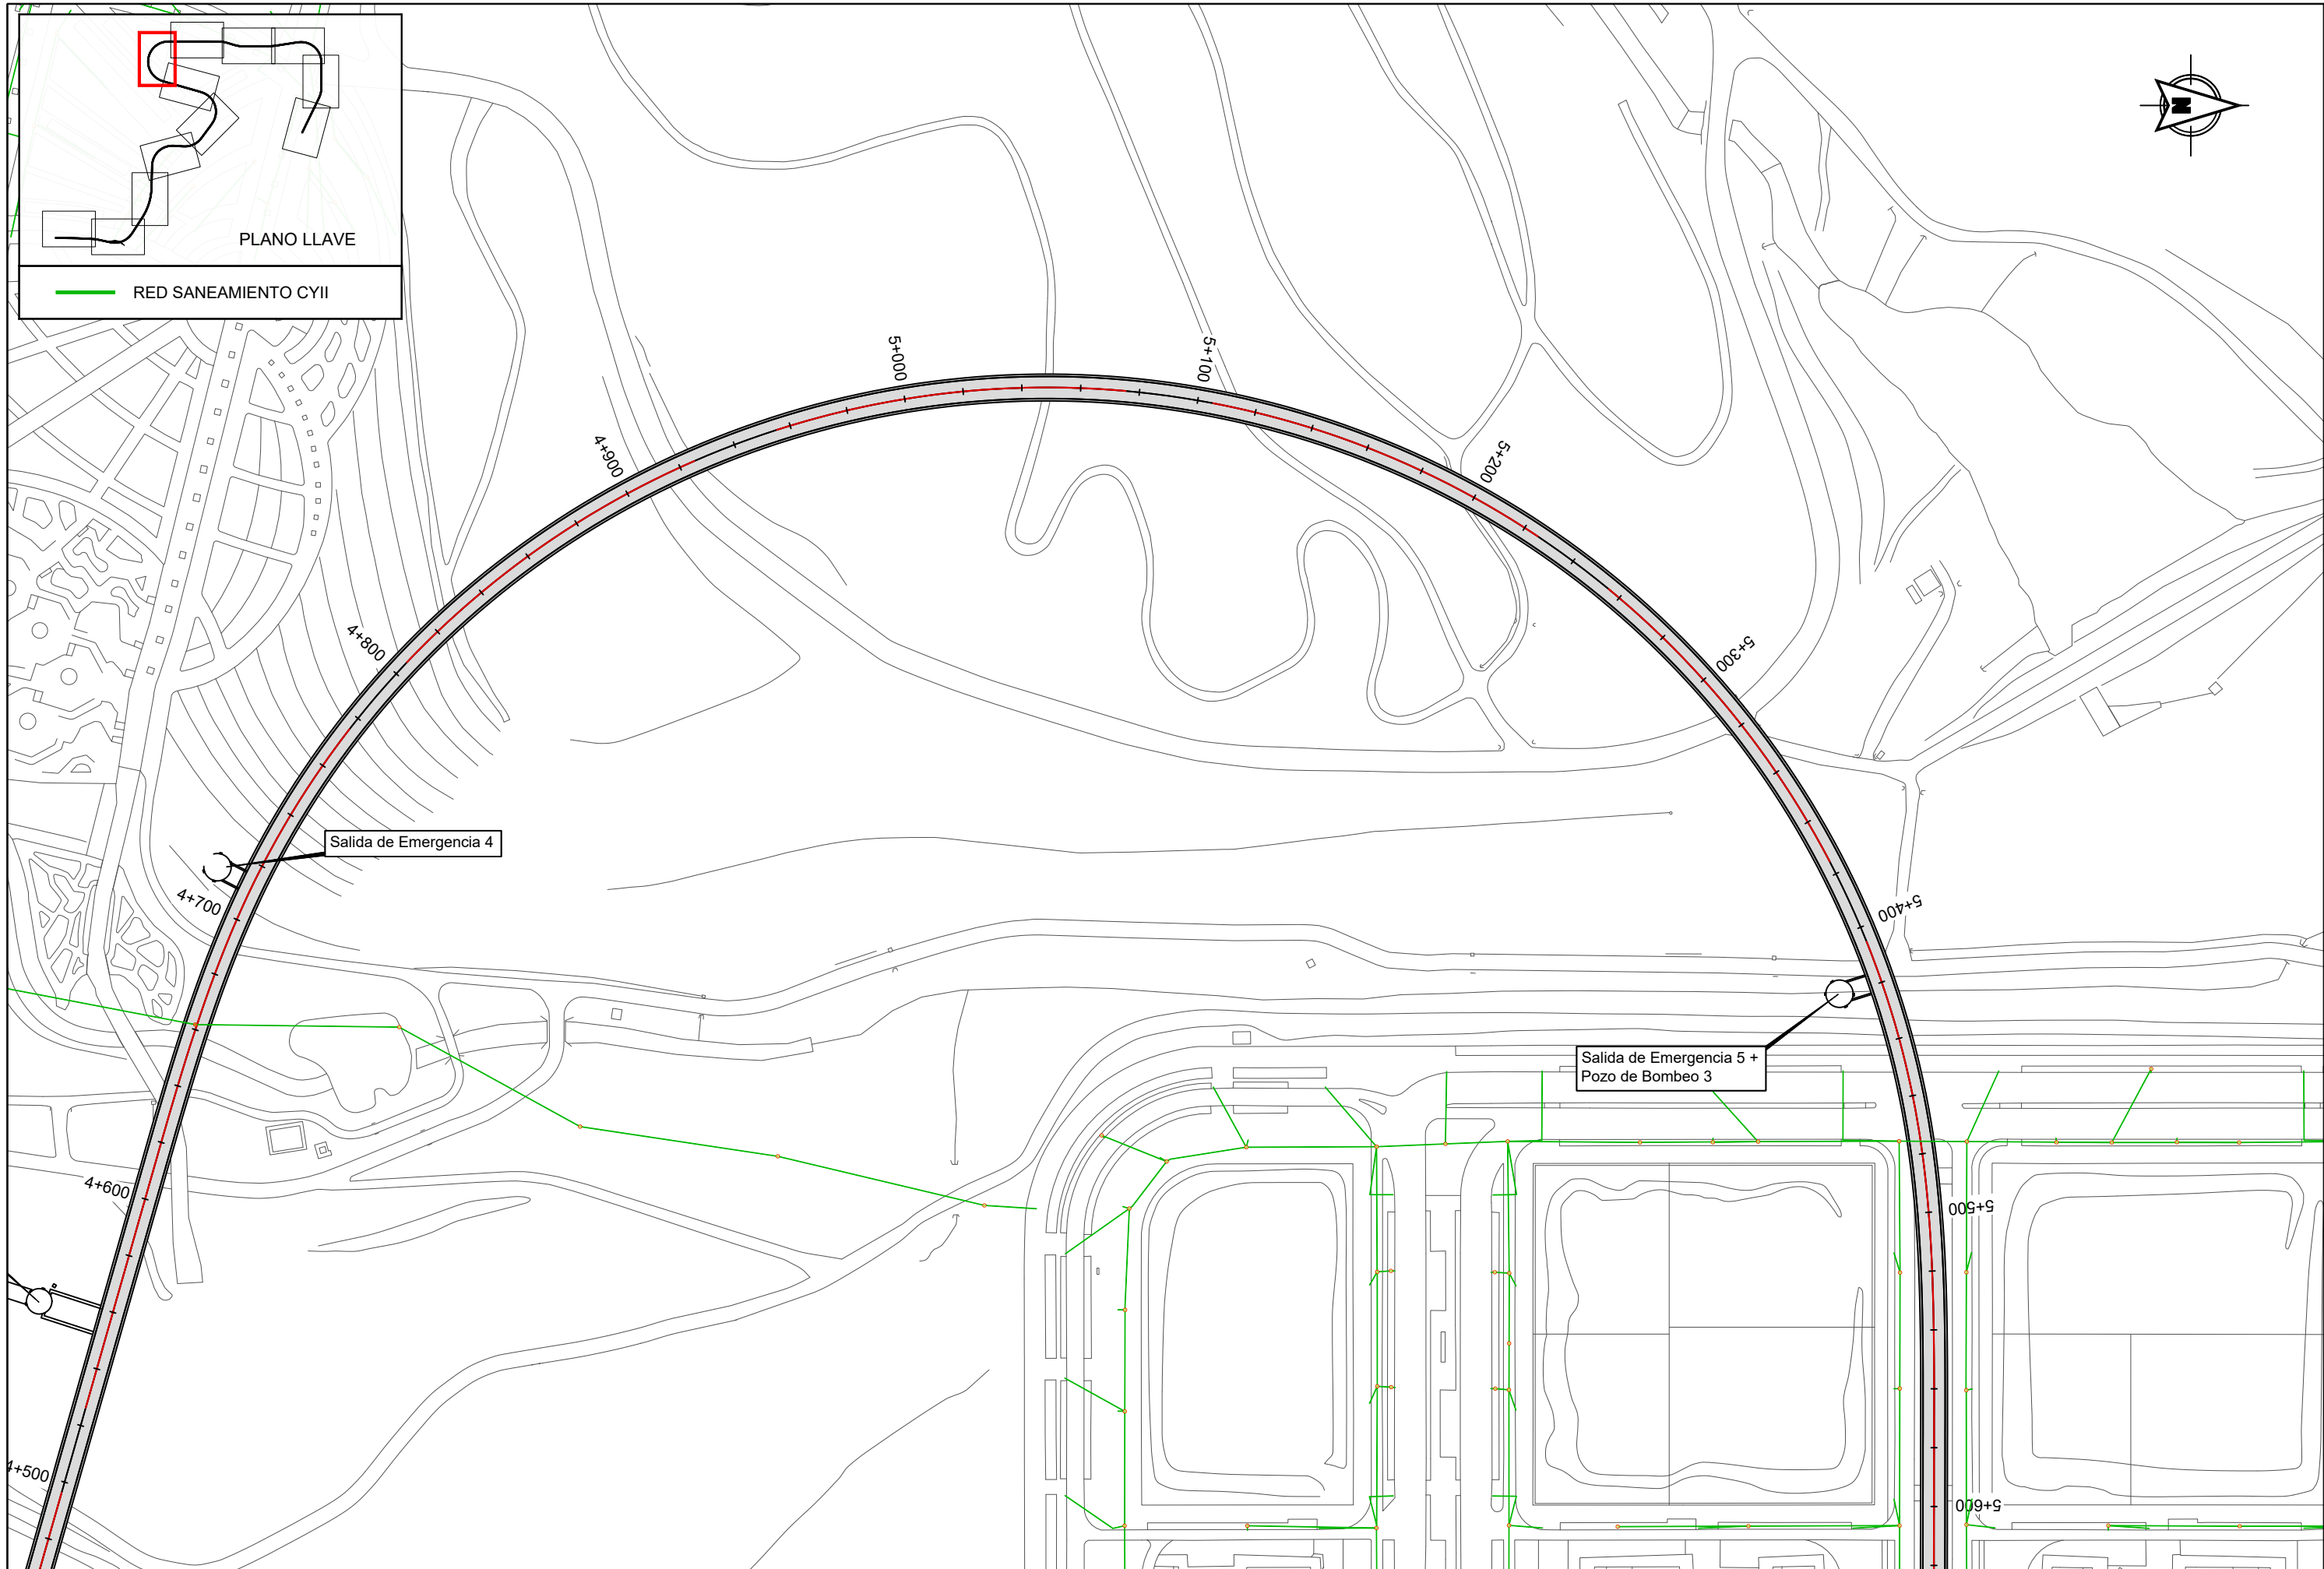 PLANO LLAVE
RED SANEAMIENTO CYII
N
5+000
5+100
4+900
5+200
4+800
5+300
Salida de Emergencia 4
4+700
5+400
Salida de Emergencia 5 +
Pozo de Bombeo 3
4+600
5+500
4+500
5+600